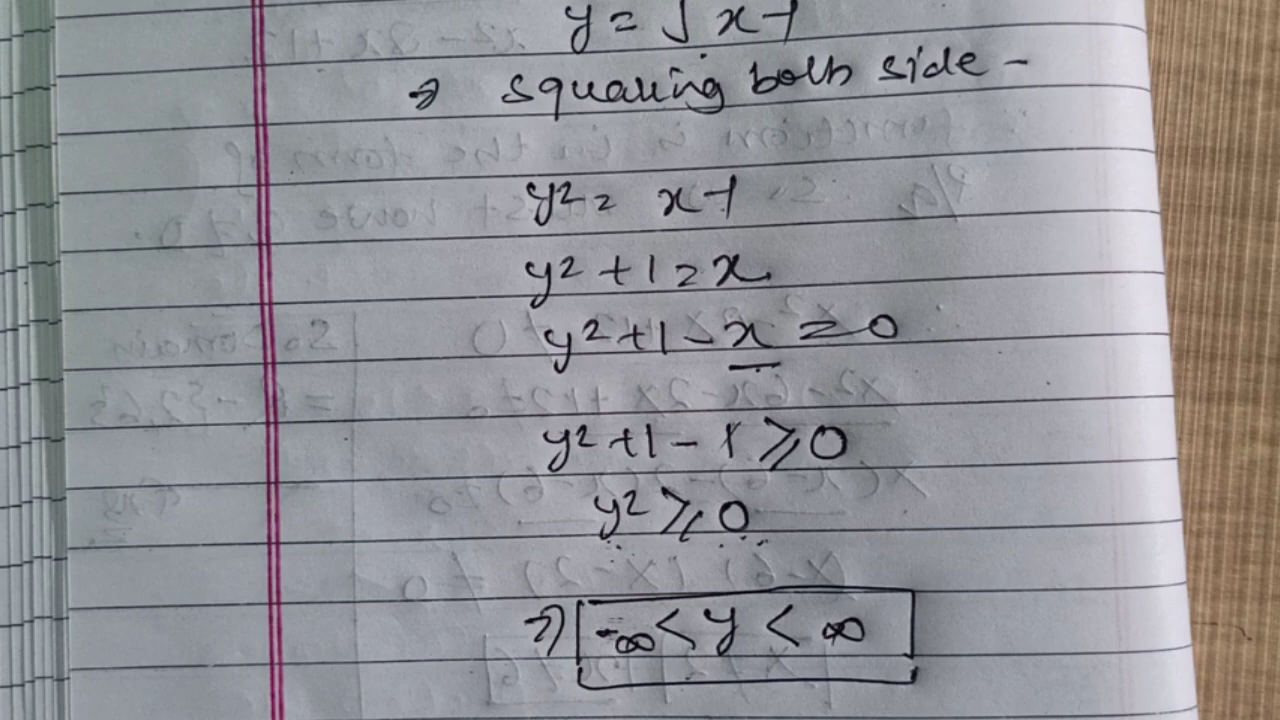 y = √x-1
⇒ squaring both side -
y² = x-1
y² + 1 = x
y² + 1 - x = 0
y² + 1 - 1 ≥ 0
y² ≥ 0
⇒ -∞ < y < ∞